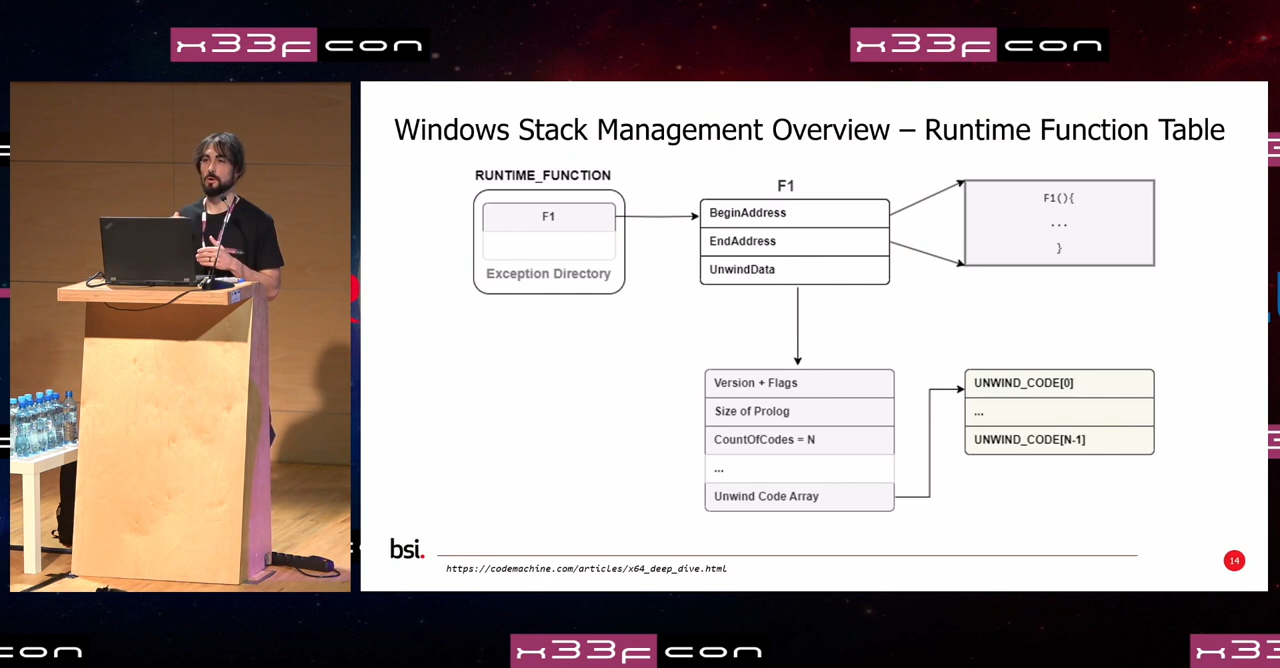 x33fcon
x33fcon
Windows Stack Management Overview – Runtime Function Table
RUNTIME_FUNCTION
F1
Exception Directory
F1
BeginAddress
EndAddress
UnwindData
F1(){
...
}
Version + Flags
Size of Prolog
CountOfCodes = N
...
Unwind Code Array
UNWIND_CODE[0]
...
UNWIND_CODE[N-1]
bsi.
https://codemachine.com/articles/x64_deep_dive.html
14
con
x33fcon
x33